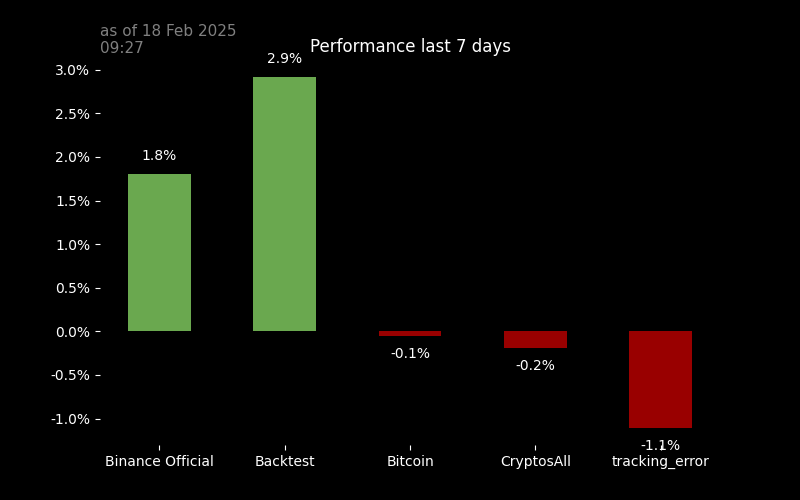 as of 18 Feb 2025
09:27
Performance last 7 days
3.0%
2.5%
2.0%
1.5%
1.0%
0.5%
0.0%
-0.5%
-1.0%
1.8%
2.9%
-0.1%
-0.2%
-1.1%
Binance Official
Backtest
Bitcoin
CryptosAll
tracking_error